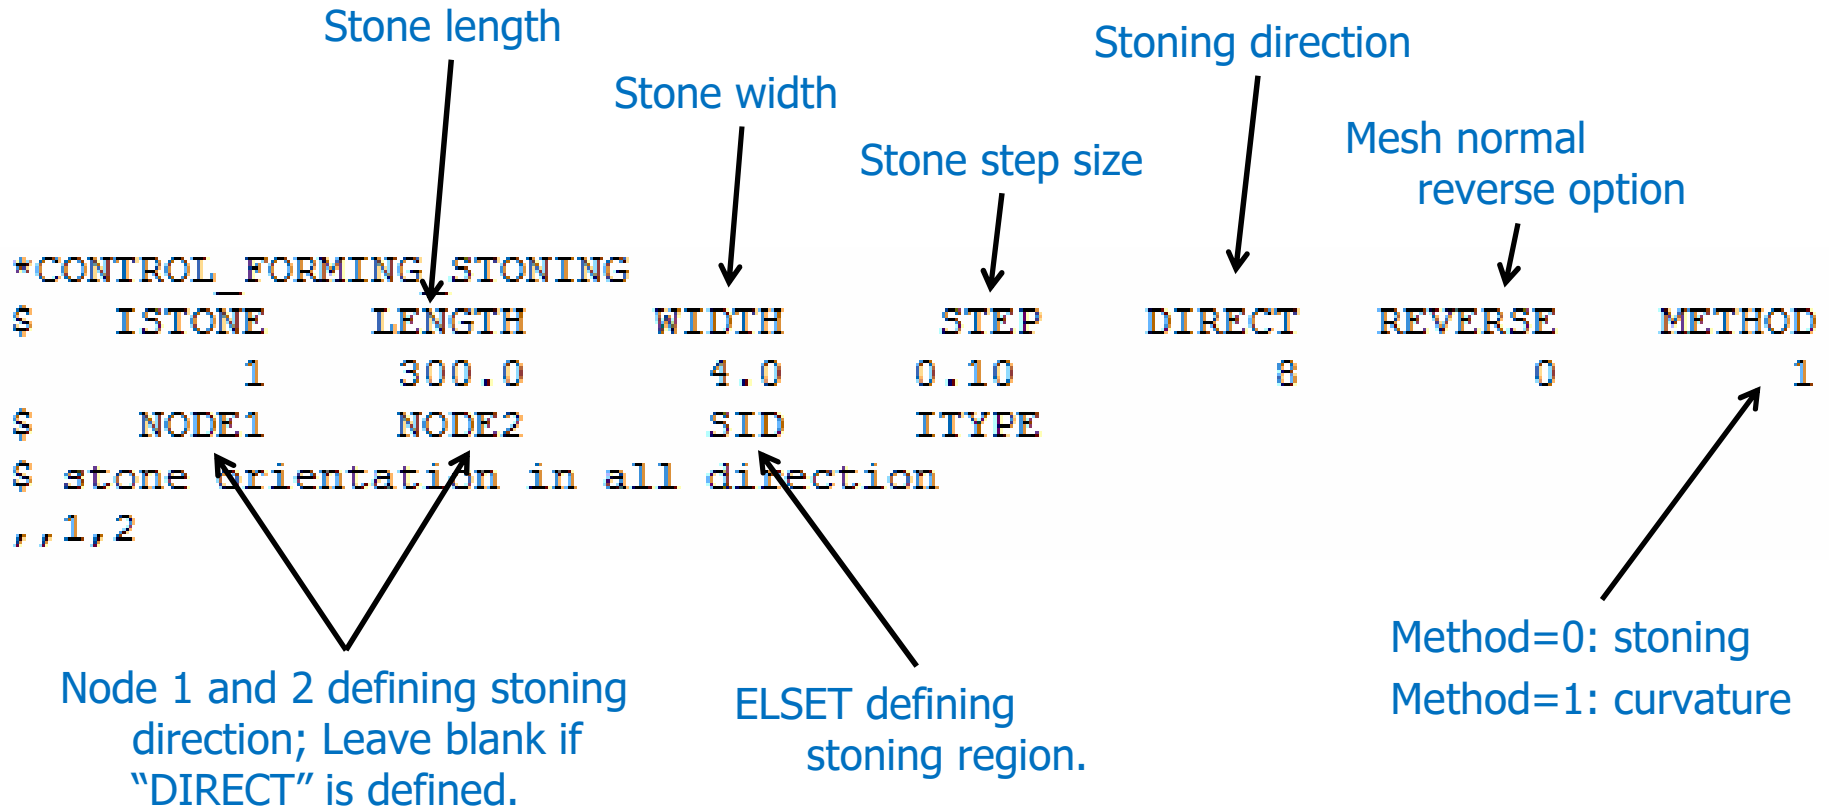 Stone length
Stone width
Stone step size
Stoning direction
Mesh normal
reverse option
*CONTROL_FORMING_STONING
$ ISTONE LENGTH WIDTH STEP DIRECT REVERSE METHOD
1 300.0 4.0 0.10 8 0 1
$ NODE1 NODE2 SID ITYPE
$ stone orientation in all direction
,,1,2
Node 1 and 2 defining stoning
direction; Leave blank if
“DIRECT” is defined.
ELSET defining
stoning region.
Method=0: stoning
Method=1: curvature